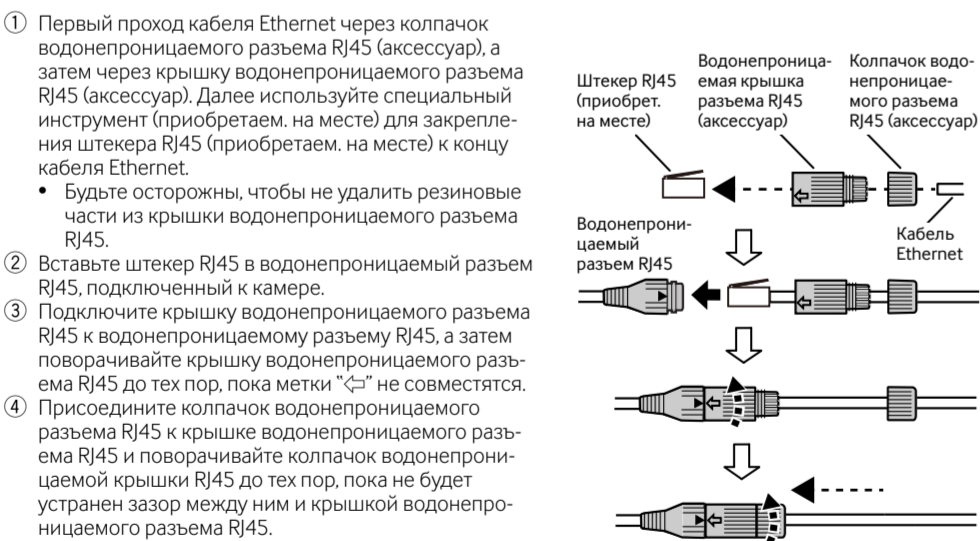 ① Первый проход кабеля Ethernet через колпачок
водонепроницаемого разъема RJ45 (аксессуар), а
затем через крышку водонепроницаемого разъема
RJ45 (аксессуар). Далее используйте специальный
инструмент (приобретаем. на месте) для закрепле-
ния штекера RJ45 (приобретаем. на месте) к концу
кабеля Ethernet.
• Будьте осторожны, чтобы не удалить резиновые
части из крышки водонепроницаемого разъема
RJ45.
② Вставьте штекер RJ45 в водонепроницаемый разъем
RJ45, подключенный к камере.
③ Подключите крышку водонепроницаемого разъема
RJ45 к водонепроницаемому разъему RJ45, а затем
поворачивайте крышку водонепроницаемого разъ-
ема RJ45 до тех пор, пока метки “⇦” не совместятся.
④ Присоедините колпачок водонепроницаемого
разъема RJ45 к крышке водонепроницаемого разъ-
ема RJ45 и поворачивайте колпачок водонепрони-
цаемой крышки RJ45 до тех пор, пока не будет
устранен зазор между ним и крышкой водонепро-
ницаемого разъема RJ45.
Штекер RJ45
(приобрет.
на месте)
Водонепроница-
емая крышка
разъема RJ45
(аксессуар)
Колпачок водо-
непроницае-
мого разъема
RJ45 (аксессуар)
Кабель
Ethernet
Водонепрони-
цаемый
разъем RJ45